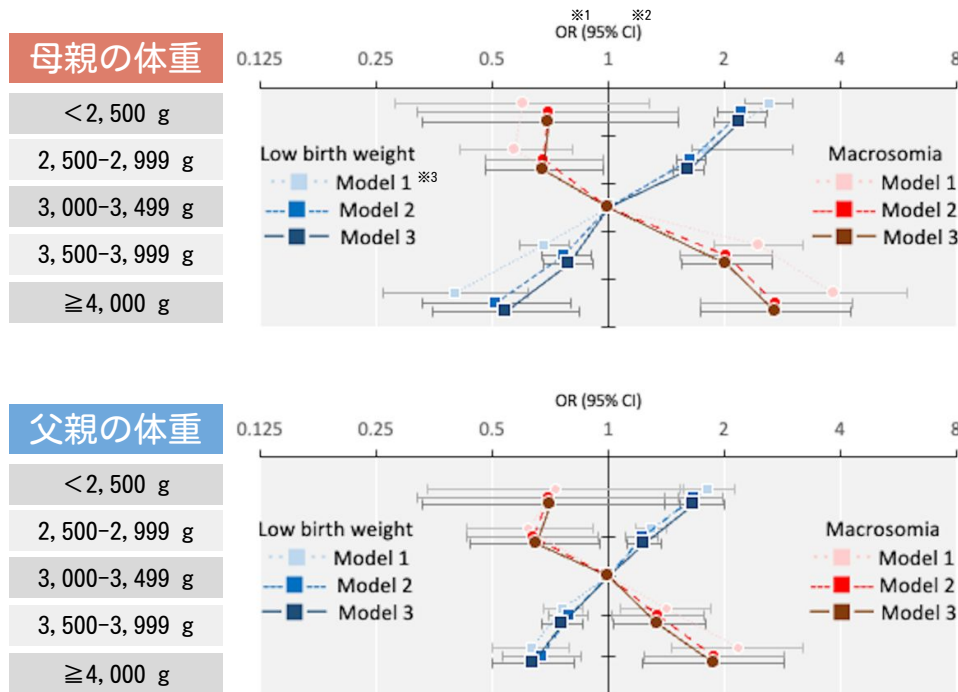 ※1 ※2
OR (95% CI)
0.125 0.25 0.5 1 2 4 8
母親の体重
＜2,500 g
2,500-2,999 g
3,000-3,499 g
3,500-3,999 g
≧4,000 g
Low birth weight
Model 1 ※3
Model 2
Model 3
Macrosomia
Model 1
Model 2
Model 3
OR (95% CI)
0.125 0.25 0.5 1 2 4 8
父親の体重
＜2,500 g
2,500-2,999 g
3,000-3,499 g
3,500-3,999 g
≧4,000 g
Low birth weight
Model 1
Model 2
Model 3
Macrosomia
Model 1
Model 2
Model 3